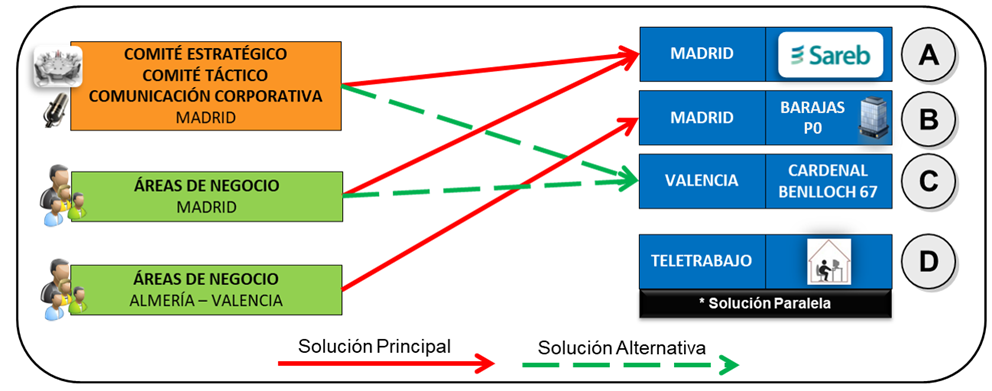 COMITÉ ESTRATÉGICO
COMITÉ TÁCTICO
COMUNICACIÓN CORPORATIVA
MADRID
ÁREAS DE NEGOCIO
MADRID
ÁREAS DE NEGOCIO
ALMERÍA – VALENCIA
MADRID
Sareb
A
MADRID
BARAJAS
P0
B
VALENCIA
CARDENAL
BENLLOCH 67
C
TELETRABAJO
D
* Solución Paralela
Solución Principal
Solución Alternativa